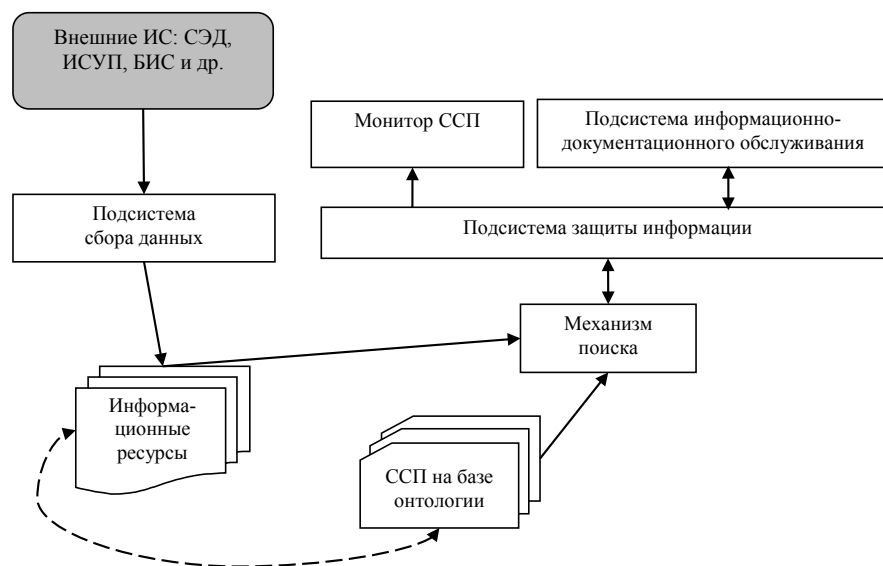 Внешние ИС: СЭД,
ИСУП, БИС и др.
Монитор ССП
Подсистема информационно-
документационного обслуживания
Подсистема
сбора данных
Подсистема защиты информации
Механизм
поиска
Информа-
ционные
ресурсы
ССП на базе
онтологии